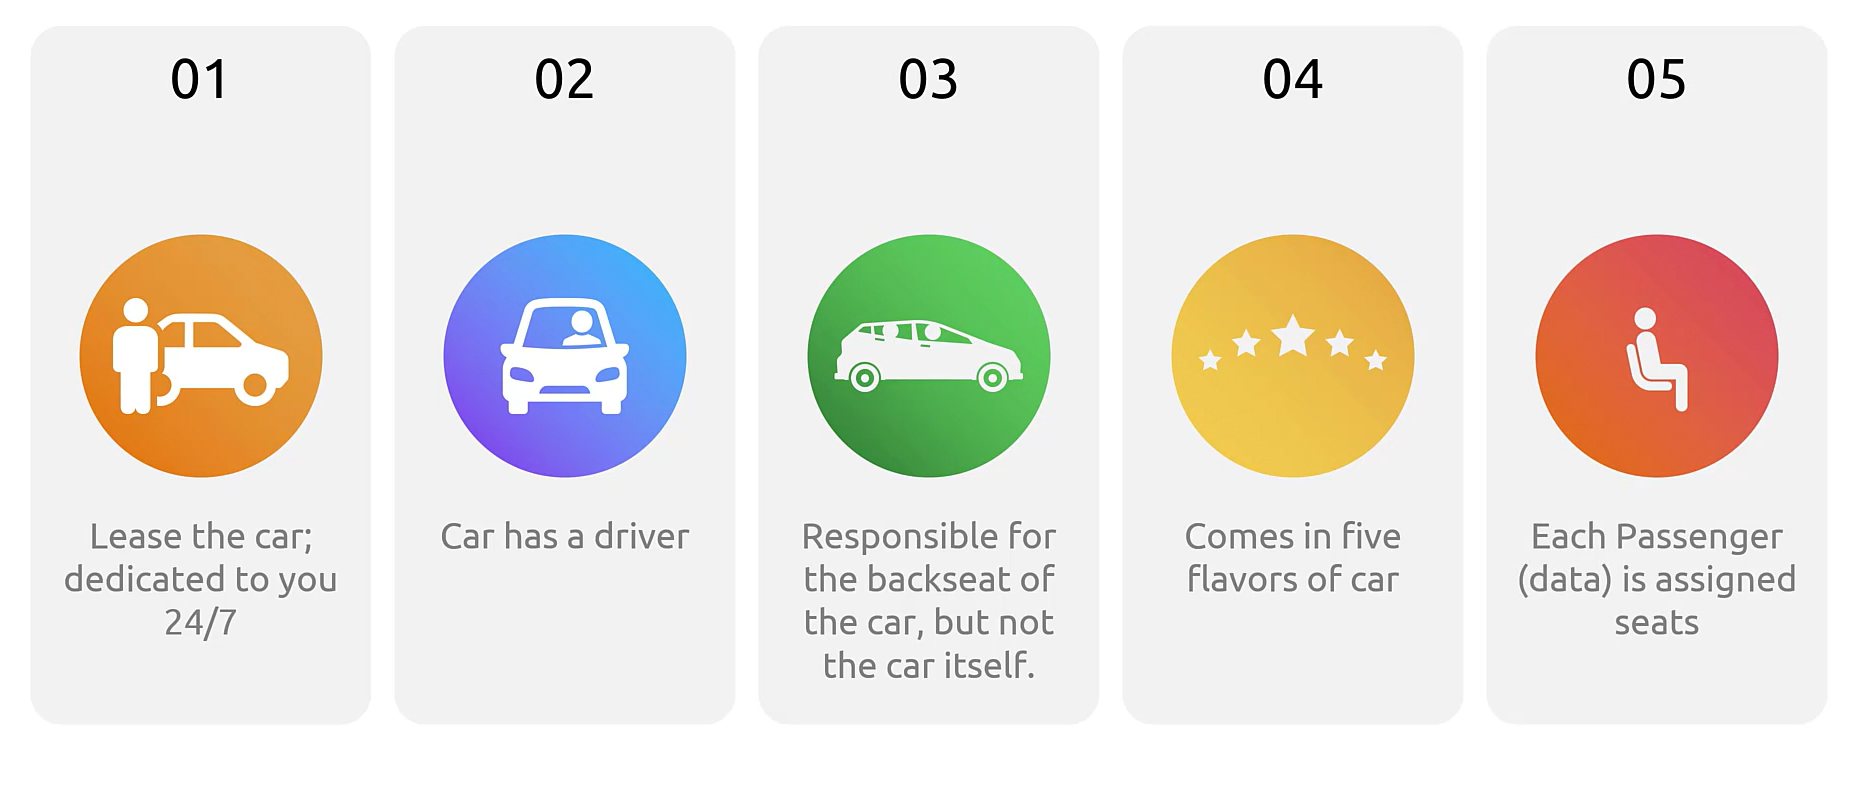 01
Lease the car;
dedicated to you
24/7
02
Car has a driver
03
Responsible for
the backseat of
the car, but not
the car itself.
04
Comes in five
flavors of car
05
Each Passenger
(data) is assigned
seats